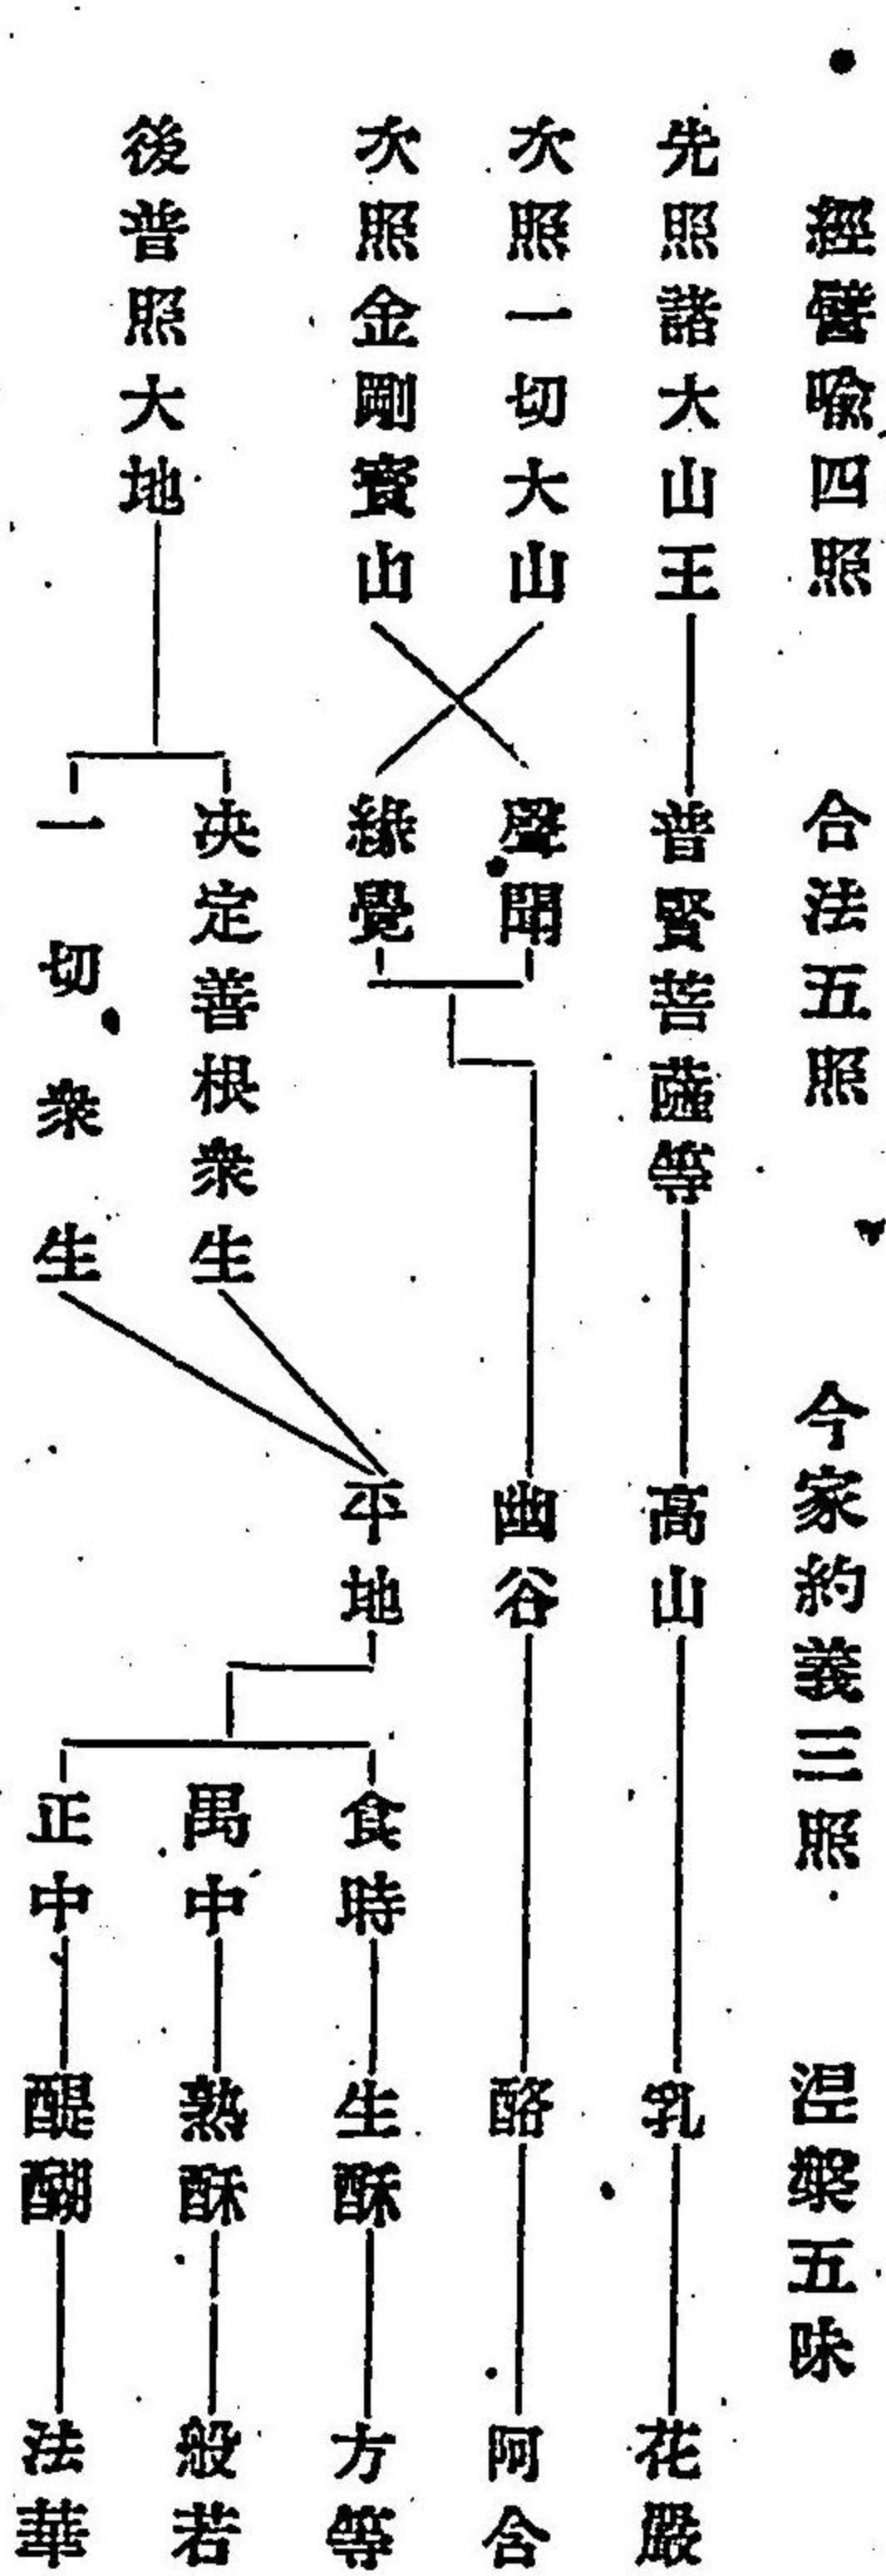 經譬喩四照　合法五照　今家約義三照　涅槃五味
先照諸大山王　普賢菩薩等　高山　乳　花嚴
次照一切大山　聲聞　幽谷　酪　阿含
次照金剛寳山　緣覺　平地　食時　生酥　方等
决定善根衆生　禺中　熟酥　般若
後普照大地
一切衆生　正中　醍醐　法華